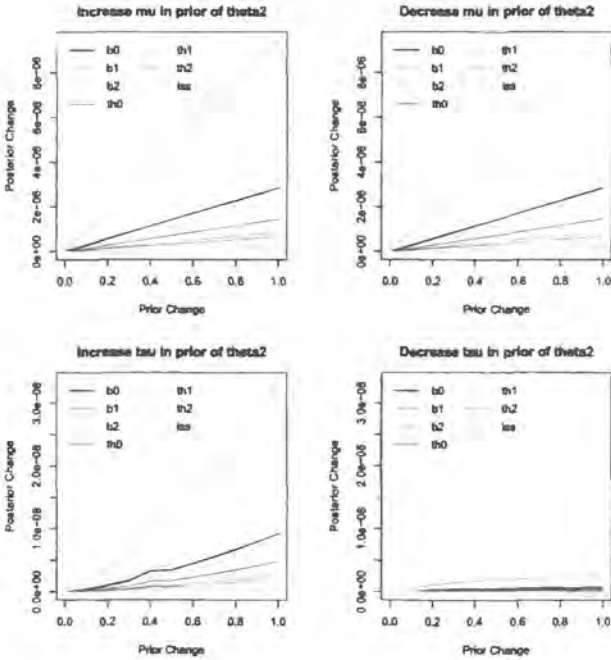 Increase mu in prior of theta2
b0 th1
b1 th2
b2 iss
th0
Posterior Change
0e+00 2e-06 4e-06 6e-06 8e-06
0.0 0.2 0.4 0.6 0.8 1.0
Prior Change
Decrease mu in prior of theta2
b0 th1
b1 th2
b2 iss
th0
Posterior Change
0e+00 2e-06 4e-06 6e-06 8e-06
0.0 0.2 0.4 0.6 0.8 1.0
Prior Change
Increase tau in prior of theta2
b0 th1
b1 th2
b2 iss
th0
Posterior Change
0.0e+00 1.0e-08 2.0e-08 3.0e-08
0.0 0.2 0.4 0.6 0.8 1.0
Prior Change
Decrease tau in prior of theta2
b0 th1
b1 th2
b2 iss
th0
Posterior Change
0.0e+00 1.0e-08 2.0e-08 3.0e-08
0.0 0.2 0.4 0.6 0.8 1.0
Prior Change